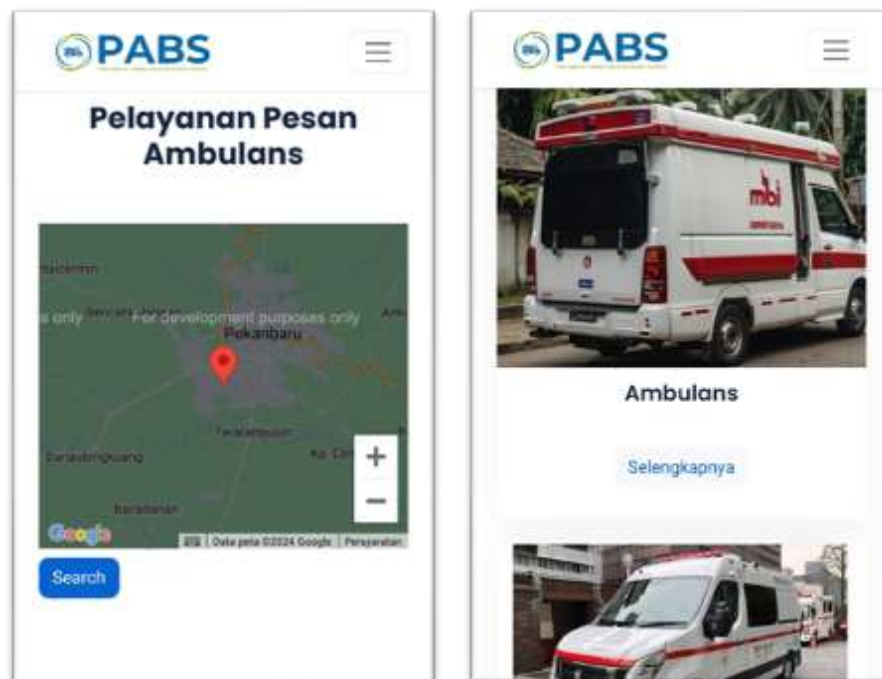 PABS
Pelayanan Pesan
Ambulans
For development purposes only
s only
Pekanbaru
Google
Data peta ©2024 Google
Persyaratan
Search
PABS
mbi
Ambulans
Selengkapnya